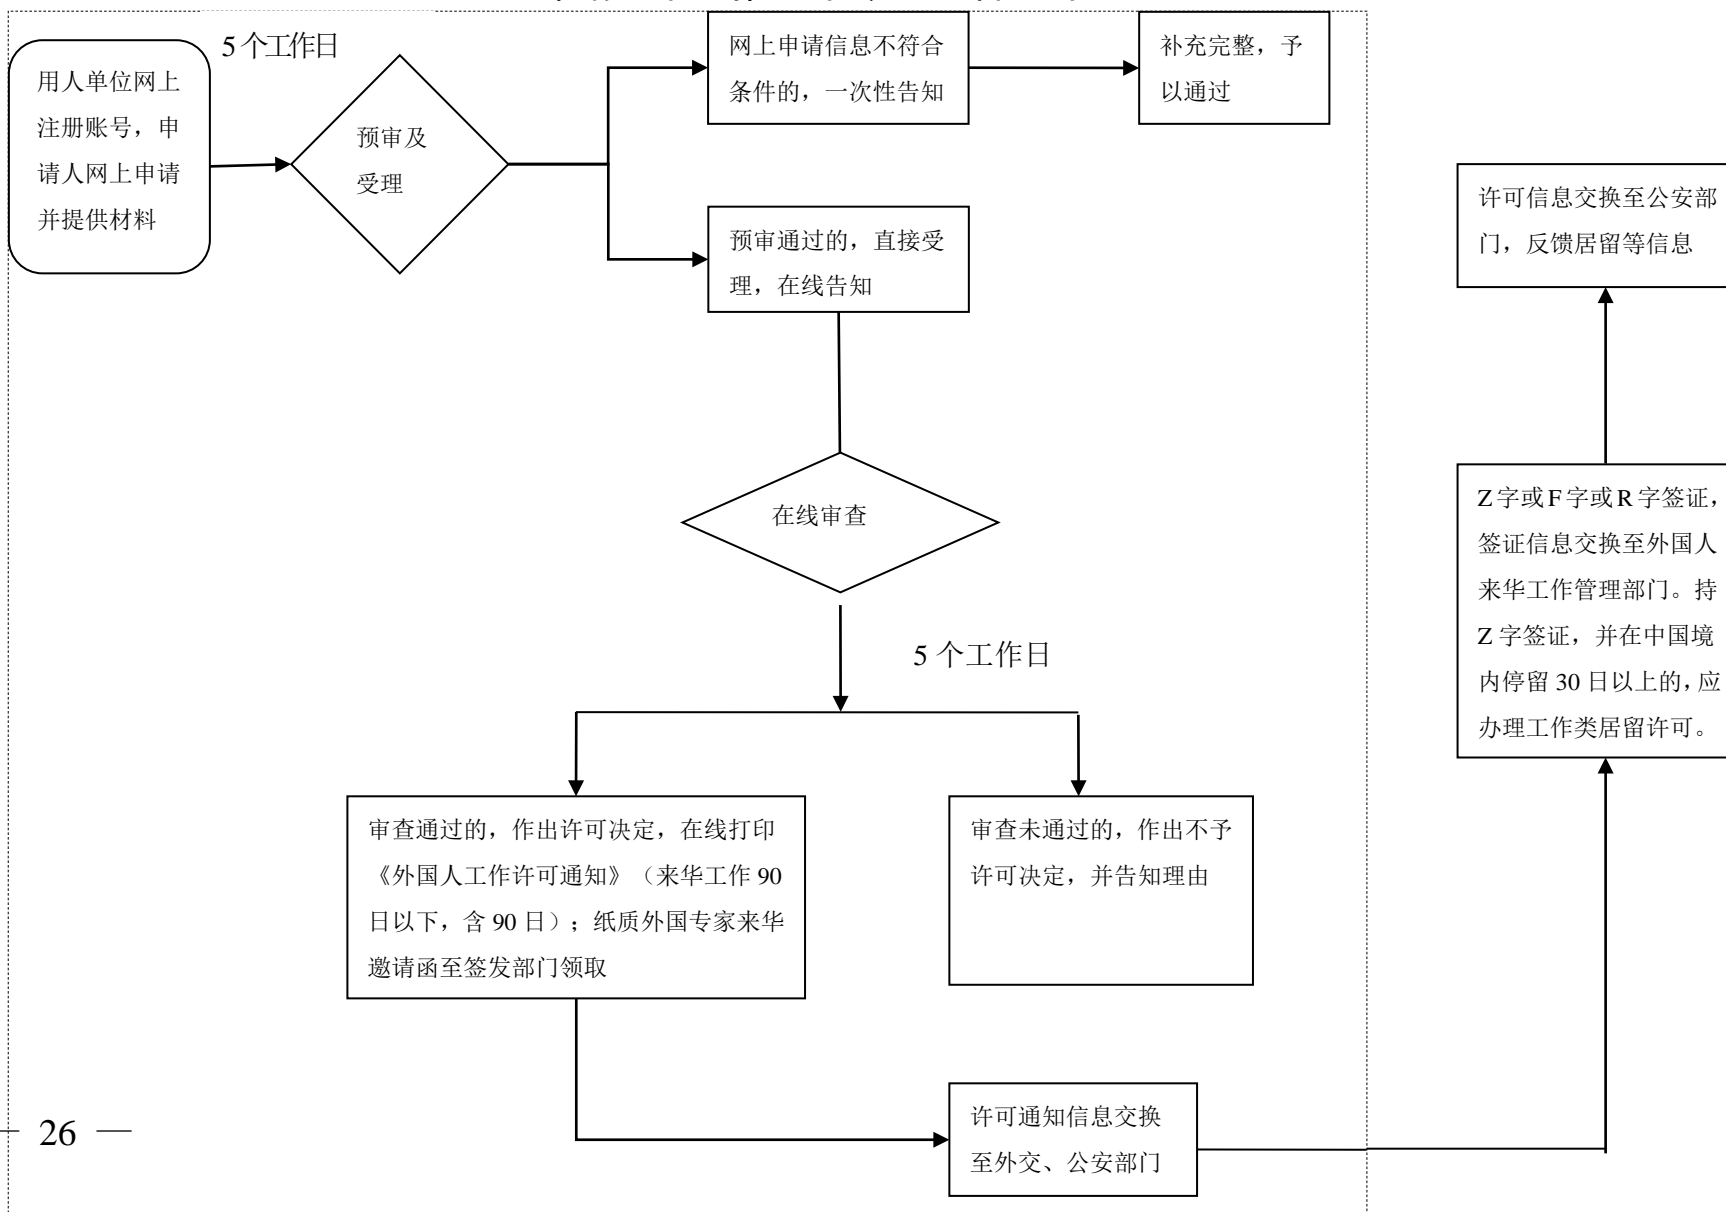 5个工作日
用人单位网上
注册账号，申
请人网上申请
并提供材料
预审及
受理
网上申请信息不符合
条件的，一次性告知
补充完整，予
以通过
预审通过的，直接受
理，在线告知
许可信息交换至公安部
门，反馈居留等信息
在线审查
Z字或F字或R字签证，
签证信息交换至外国人
来华工作管理部门。持
Z字签证，并在中国境
内停留30日以上的，应
办理工作类居留许可。
5个工作日
审查通过的，作出许可决定，在线打印
《外国人工作许可通知》（来华工作90
日以下，含90日）；纸质外国专家来华
邀请函至签发部门领取
审查未通过的，作出不予
许可决定，并告知理由
许可通知信息交换
至外交、公安部门
— 26 —